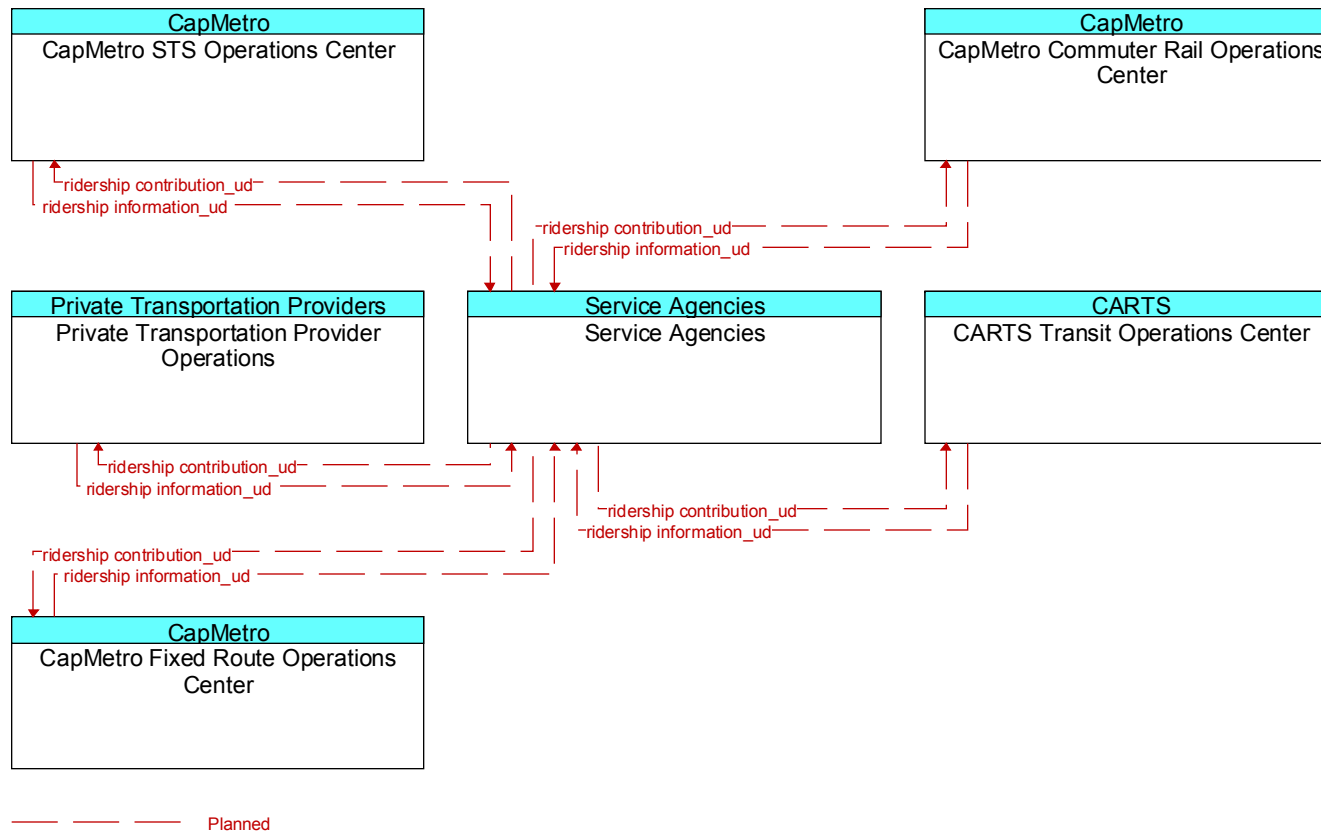 CapMetro
CapMetro STS Operations Center
CapMetro
CapMetro Commuter Rail Operations
Center
ridership contribution_ud
ridership information_ud
ridership contribution_ud
ridership information_ud
Private Transportation Providers
Private Transportation Provider
Operations
Service Agencies
Service Agencies
CARTS
CARTS Transit Operations Center
ridership contribution_ud
ridership information_ud
ridership contribution_ud
ridership information_ud
ridership contribution_ud
ridership information_ud
CapMetro
CapMetro Fixed Route Operations
Center
Planned